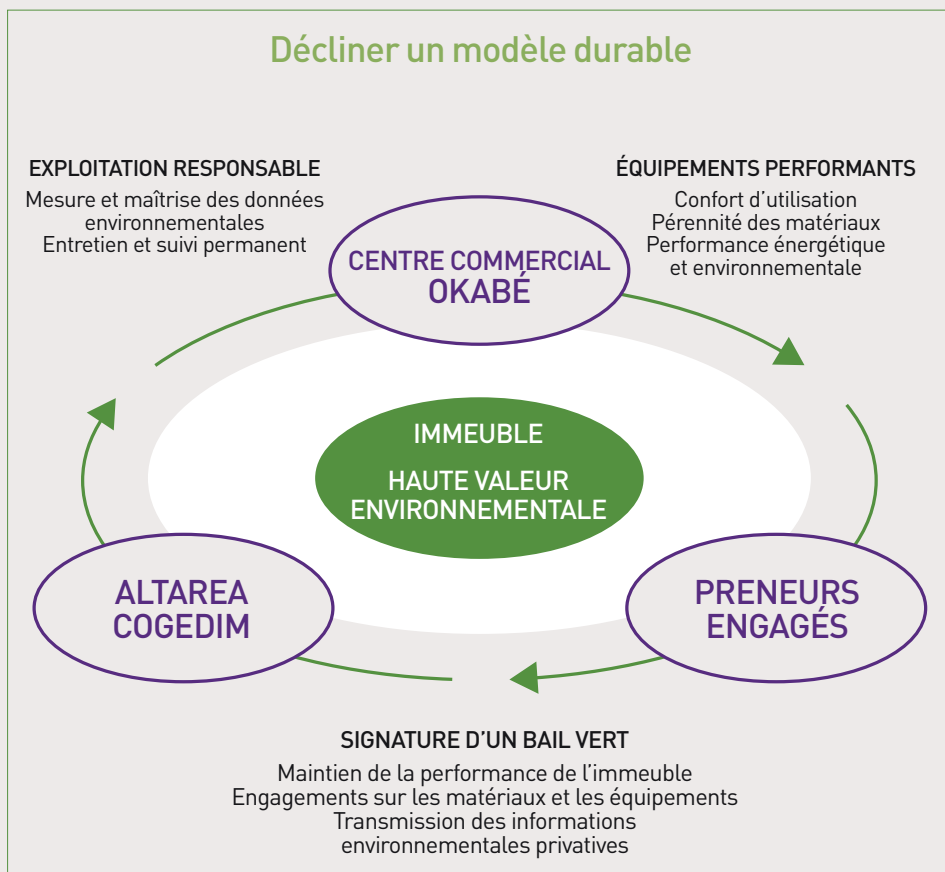 Décliner un modèle durable
EXPLOITATION RESPONSABLE
Mesure et maîtrise des données
environnementales
Entretien et suivi permanent
ÉQUIPEMENTS PERFORMANTS
Confort d’utilisation
Pérennité des matériaux
Performance énergétique
et environnementale
CENTRE COMMERCIAL
OKABÉ
IMMEUBLE
HAUTE VALEUR
ENVIRONNEMENTALE
ALTAREA
COGEDIM
PRENEURS
ENGAGÉS
SIGNATURE D’UN BAIL VERT
Maintien de la performance de l’immeuble
Engagements sur les matériaux et les équipements
Transmission des informations
environnementales privatives